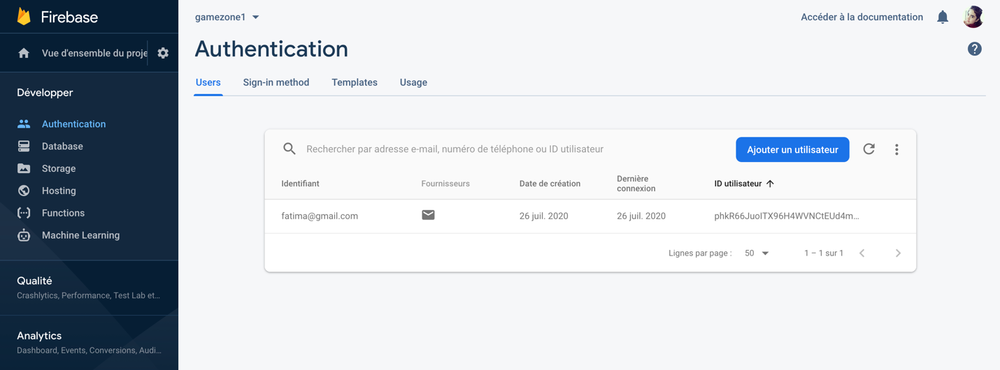 Firebase
gamezone1
Accéder à la documentation
Vue d'ensemble du proje
Authentication
Développer
Users
Sign-in method
Templates
Usage
Authentication
Database
Storage
Hosting
Functions
Machine Learning
Rechercher par adresse e-mail, numéro de téléphone ou ID utilisateur
Ajouter un utilisateur
Identifiant
Fournisseurs
Date de création
Dernière
connexion
ID utilisateur
fatima@gmail.com
26 juil. 2020
26 juil. 2020
phkR66JuoITX96H4WVNCtEUd4m...
Lignes par page :
50
1 – 1 sur 1
Qualité
Crashlytics, Performance, Test Lab et...
Analytics
Dashboard, Events, Conversions, Audi...